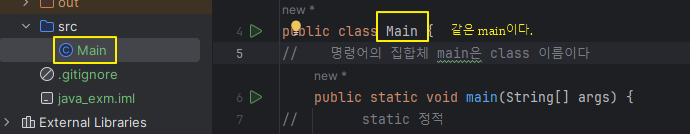 out
src
Main
.gitignore
java_exm.iml
External Libraries
new *
4 public class Main { 같은 main이다.
5 // 명령어의 집합체 main은 class 이름이다
new *
6 public static void main(String[] args) {
7 // static 정적